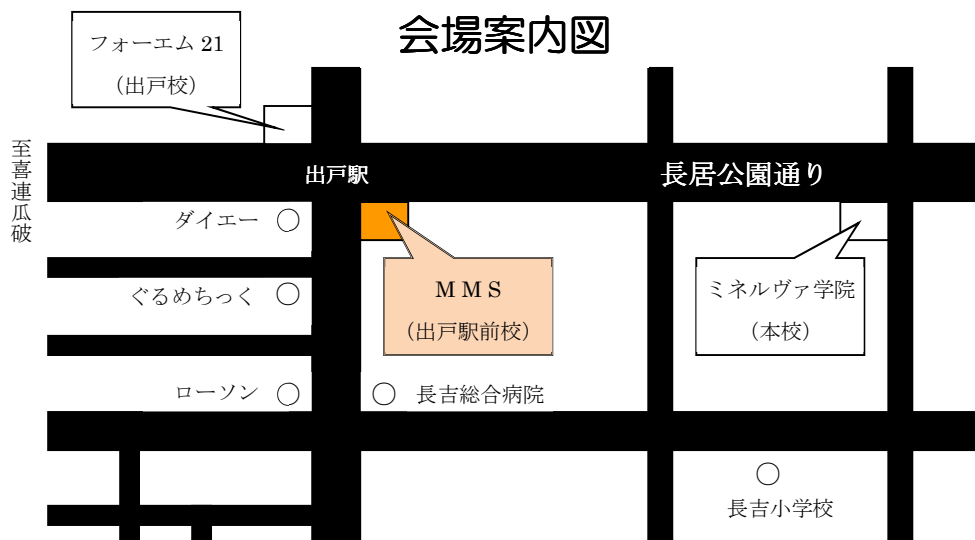 会場案内図
フォーエム 21
（出戸校）
至喜連瓜破
出戸駅
長居公園通り
ダイエー ○
ぐるめちっく ○
ＭＭＳ
（出戸駅前校）
ミネルヴァ学院
（本校）
ローソン ○
○ 長吉総合病院
○
長吉小学校